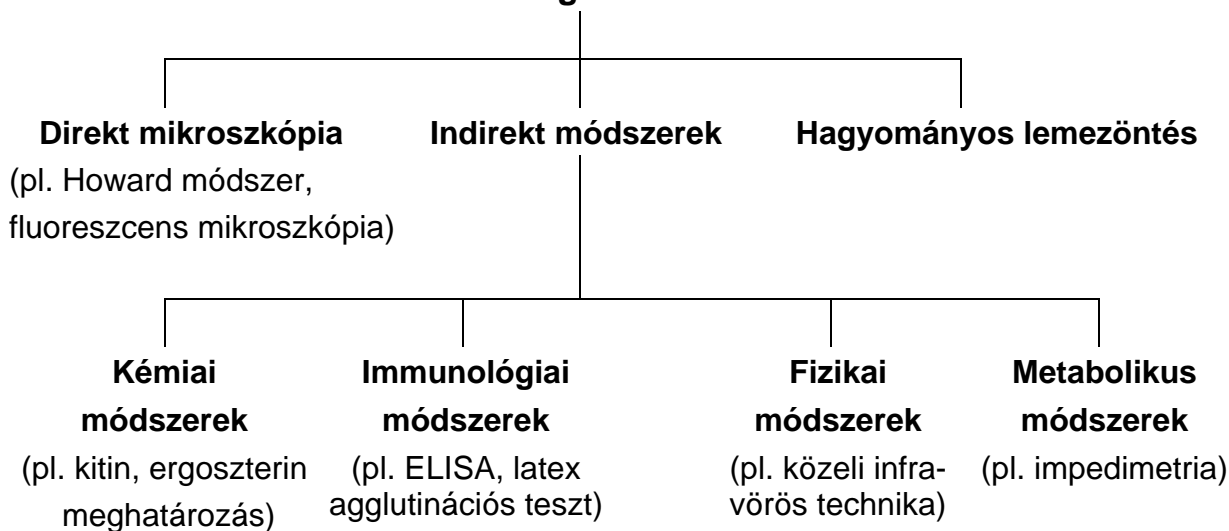 Direkt mikroszkópia
(pl. Howard módszer,
fluoreszcens mikroszkópia)
Indirekt módszerek
Hagyományos lemezöntés
Kémiai
módszerek
(pl. kitin, ergoszterin
meghatározás)
Immunológiai
módszerek
(pl. ELISA, latex
agglutinációs teszt)
Fizikai
módszerek
(pl. közeli infra-
vörös technika)
Metabolikus
módszerek
(pl. impedimetria)